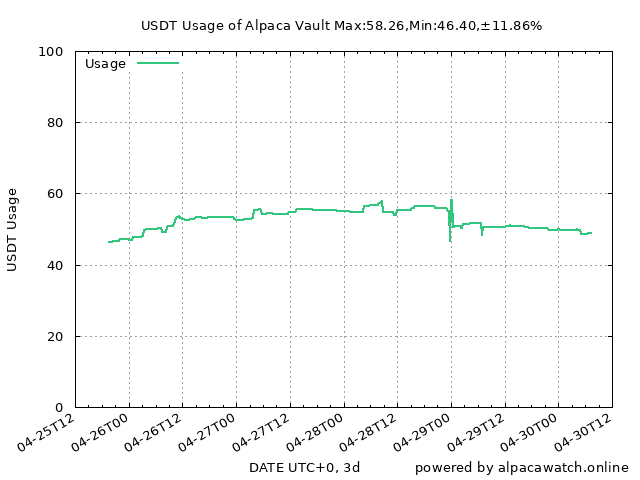 USDT Usage of Alpaca Vault Max:58.26,Min:46.40,±11.86%
100
Usage
80
60
40
20
0
USDT Usage
04-25T12
04-26T00
04-26T12
04-27T00
04-27T12
04-28T00
04-28T12
04-29T00
04-29T12
04-30T00
04-30T12
DATE UTC+0, 3d
powered by alpacawatch.online